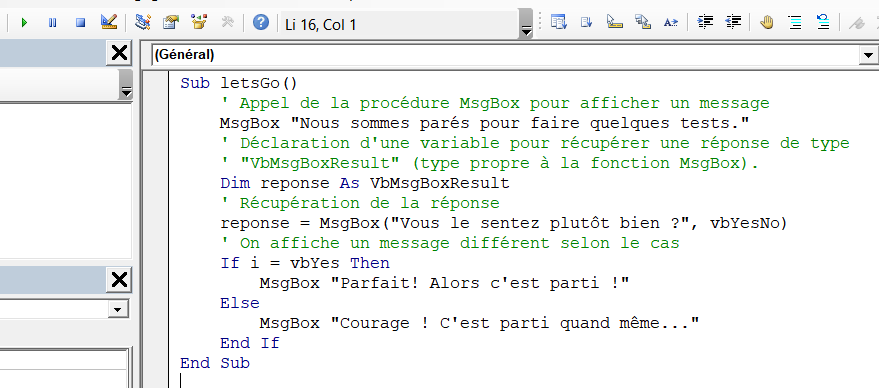 Li 16, Col 1
(Général)
Sub letsGo()
' Appel de la procédure MsgBox pour afficher un message
MsgBox "Nous sommes parés pour faire quelques tests."
' Déclaration d'une variable pour récupérer une réponse de type
' "VbMsgBoxResult" (type propre à la fonction MsgBox).
Dim reponse As VbMsgBoxResult
' Récupération de la réponse
reponse = MsgBox("Vous le sentez plutôt bien ?", vbYesNo)
' On affiche un message différent selon le cas
If i = vbYes Then
MsgBox "Parfait! Alors c'est parti !"
Else
MsgBox "Courage ! C'est parti quand même..."
End If
End Sub